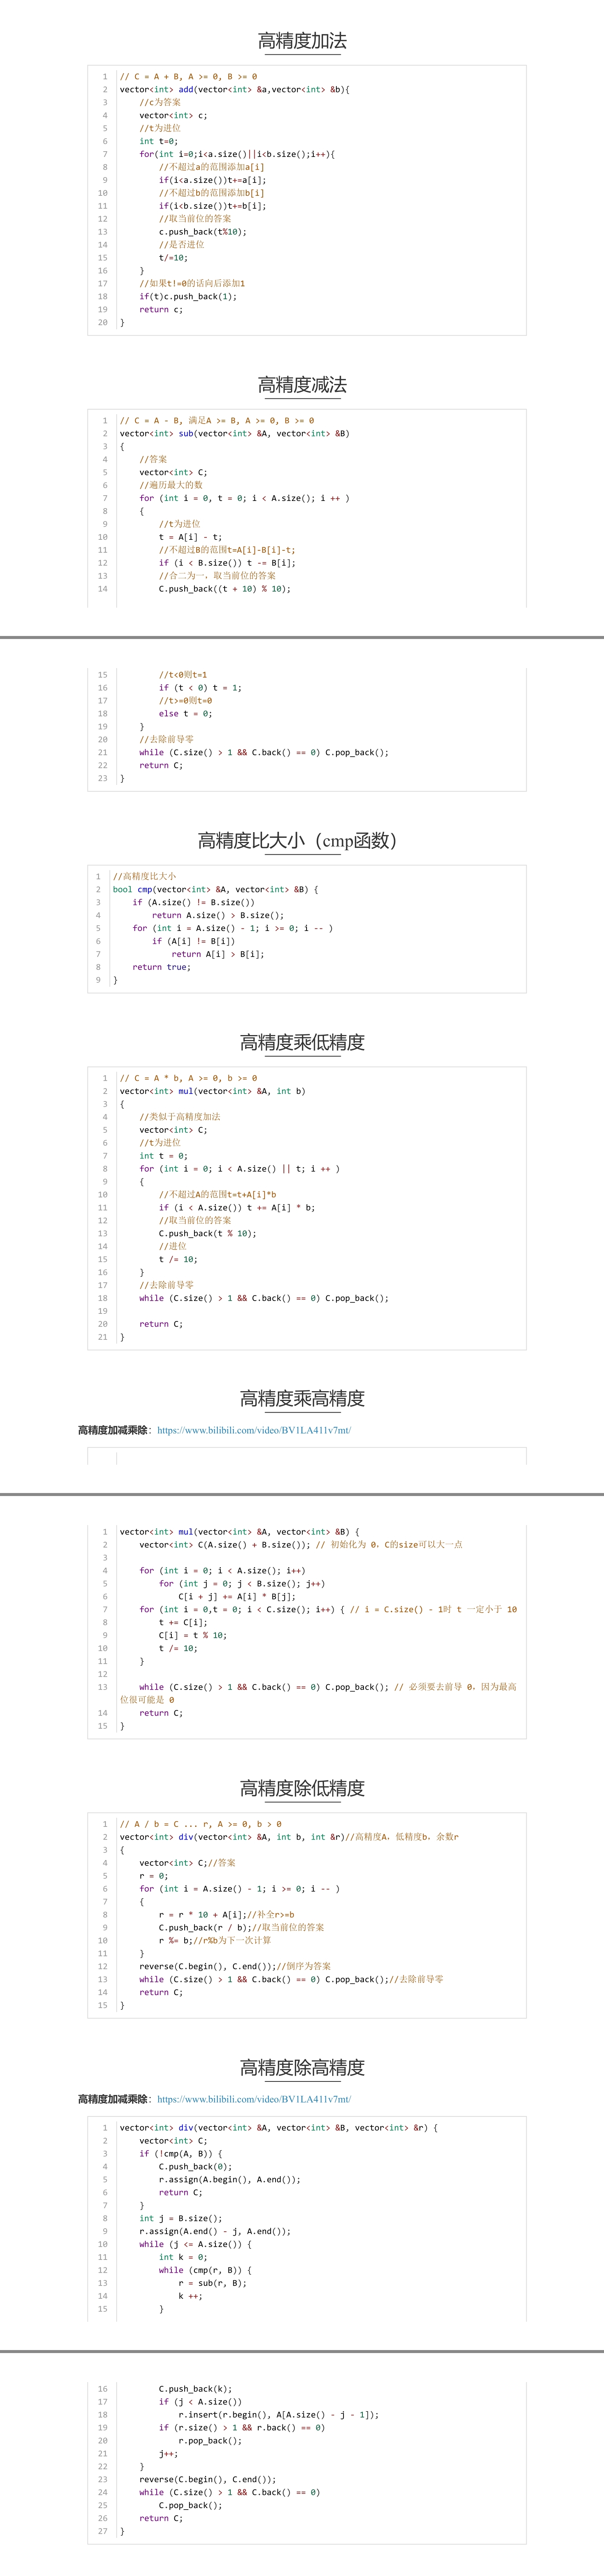 高精度加法
1 // C = A + B, A >= 0, B >= 0
2 vector<int> add(vector<int> &a,vector<int> &b){
3     //c为答案
4     vector<int> c;
5     //t为进位
6     int t=0;
7     for(int i=0;i<a.size()||i<b.size();i++){
8         //不超过a的范围添加a[i]
9         if(i<a.size())t+=a[i];
10         //不超过b的范围添加b[i]
11         if(i<b.size())t+=b[i];
12         //取当前位的答案
13         c.push_back(t%10);
14         //是否进位
15         t/=10;
16     }
17     //如果t!=0的话向后添加1
18     if(t)c.push_back(1);
19     return c;
20 }
高精度减法
1 // C = A - B, 满足A >= B, A >= 0, B >= 0
2 vector<int> sub(vector<int> &A, vector<int> &B)
3 {
4     //答案
5     vector<int> C;
6     //遍历最大的数
7     for (int i = 0, t = 0; i < A.size(); i ++ )
8     {
9         //t为进位
10         t = A[i] - t;
11         //不超过B的范围t=A[i]-B[i]-t;
12         if (i < B.size()) t -= B[i];
13         //合二为一，取当前位的答案
14         C.push_back((t + 10) % 10);
15         //t<0则t=1
16         if (t < 0) t = 1;
17         //t>=0则t=0
18         else t = 0;
19     }
20     //去除前导零
21     while (C.size() > 1 && C.back() == 0) C.pop_back();
22     return C;
23 }
高精度比大小（cmp函数）
1 //高精度比大小
2 bool cmp(vector<int> &A, vector<int> &B) {
3     if (A.size() != B.size())
4         return A.size() > B.size();
5     for (int i = A.size() - 1; i >= 0; i -- )
6         if (A[i] != B[i])
7             return A[i] > B[i];
8     return true;
9 }
高精度乘低精度
1 // C = A * b, A >= 0, b >= 0
2 vector<int> mul(vector<int> &A, int b)
3 {
4     //类似于高精度加法
5     vector<int> C;
6     //t为进位
7     int t = 0;
8     for (int i = 0; i < A.size() || t; i ++ )
9     {
10         //不超过A的范围t=t+A[i]*b
11         if (i < A.size()) t += A[i] * b;
12         //取当前位的答案
13         C.push_back(t % 10);
14         //进位
15         t /= 10;
16     }
17     //去除前导零
18     while (C.size() > 1 && C.back() == 0) C.pop_back();
19
20     return C;
21 }
高精度乘高精度
高精度加减乘除：https://www.bilibili.com/video/BV1LA411v7mt/
1 vector<int> mul(vector<int> &A, vector<int> &B) {
2     vector<int> C(A.size() + B.size()); // 初始化为 0，C的size可以大一点
3
4     for (int i = 0; i < A.size(); i++)
5         for (int j = 0; j < B.size(); j++)
6             C[i + j] += A[i] * B[j];
7     for (int i = 0,t = 0; i < C.size(); i++) { // i = C.size() - 1时 t 一定小于 10
8         t += C[i];
9         C[i] = t % 10;
10         t /= 10;
11     }
12
13     while (C.size() > 1 && C.back() == 0) C.pop_back(); // 必须要去前导 0，因为最高
位很可能是 0
14     return C;
15 }
高精度除低精度
1 // A / b = C ... r, A >= 0, b > 0
2 vector<int> div(vector<int> &A, int b, int &r)//高精度A，低精度b，余数r
3 {
4     vector<int> C;//答案
5     r = 0;
6     for (int i = A.size() - 1; i >= 0; i -- )
7     {
8         r = r * 10 + A[i];//补全r>=b
9         C.push_back(r / b);//取当前位的答案
10         r %= b;//r%b为下一次计算
11     }
12     reverse(C.begin(), C.end());//倒序为答案
13     while (C.size() > 1 && C.back() == 0) C.pop_back();//去除前导零
14     return C;
15 }
高精度除高精度
高精度加减乘除：https://www.bilibili.com/video/BV1LA411v7mt/
1 vector<int> div(vector<int> &A, vector<int> &B, vector<int> &r) {
2     vector<int> C;
3     if (!cmp(A, B)) {
4         C.push_back(0);
5         r.assign(A.begin(), A.end());
6         return C;
7     }
8     int j = B.size();
9     r.assign(A.end() - j, A.end());
10     while (j <= A.size()) {
11         int k = 0;
12         while (cmp(r, B)) {
13             r = sub(r, B);
14             k ++;
15         }
16         C.push_back(k);
17         if (j < A.size())
18             r.insert(r.begin(), A[A.size() - j - 1]);
19         if (r.size() > 1 && r.back() == 0)
20             r.pop_back();
21         j++;
22     }
23     reverse(C.begin(), C.end());
24     while (C.size() > 1 && C.back() == 0)
25         C.pop_back();
26     return C;
27 }